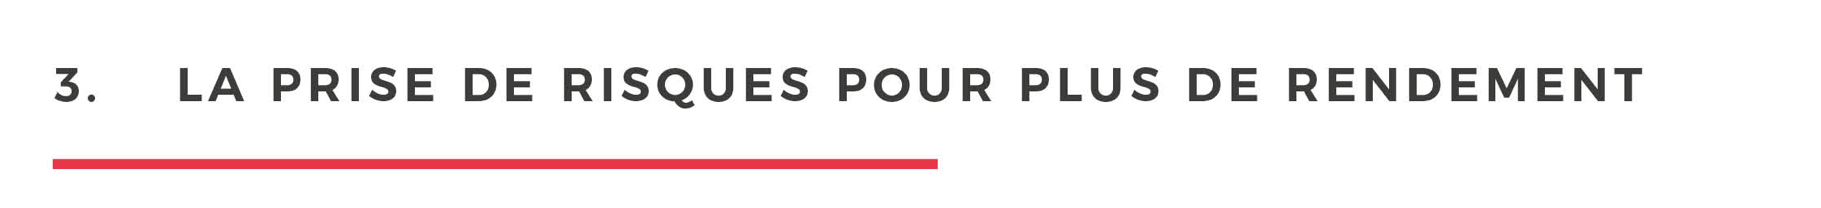 3. LA PRISE DE RISQUES POUR PLUS DE RENDEMENT